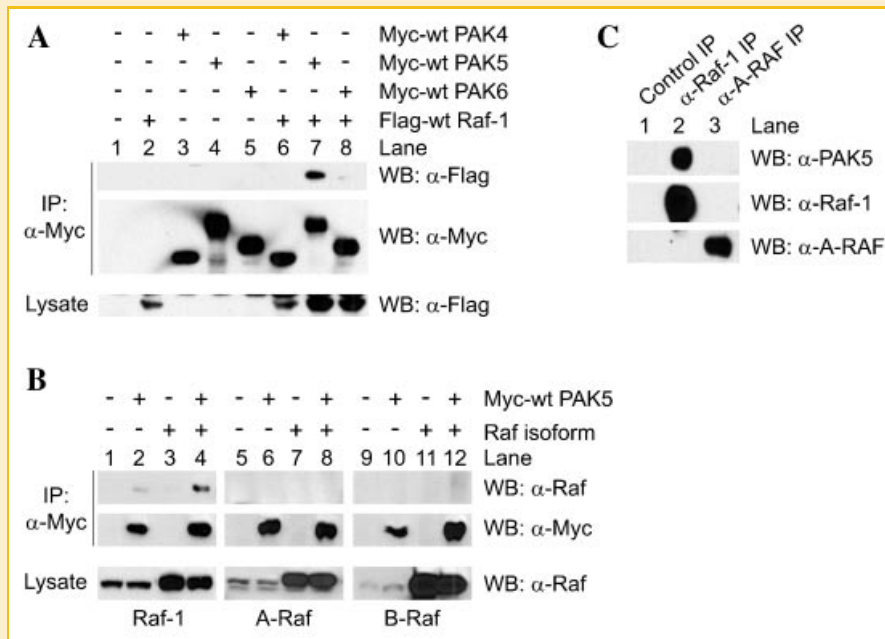 A
- - + - - + - - Myc-wt PAK4
- - - + - - + - Myc-wt PAK5
- - - - + - - + Myc-wt PAK6
- + - - - + + + Flag-wt Raf-1
1 2 3 4 5 6 7 8 Lane
IP:
α-Myc
WB: α-Flag
WB: α-Myc
Lysate WB: α-Flag
C
Control IP
α-Raf-1 IP
α-A-RAF IP
1 2 3 Lane
WB: α-PAK5
WB: α-Raf-1
WB: α-A-RAF
B
- + - + - + - + - + - + Myc-wt PAK5
- - + + - - + + - - + + Raf isoform
1 2 3 4 5 6 7 8 9 10 11 12 Lane
IP:
α-Myc
WB: α-Raf
WB: α-Myc
Lysate WB: α-Raf
Raf-1 A-Raf B-Raf